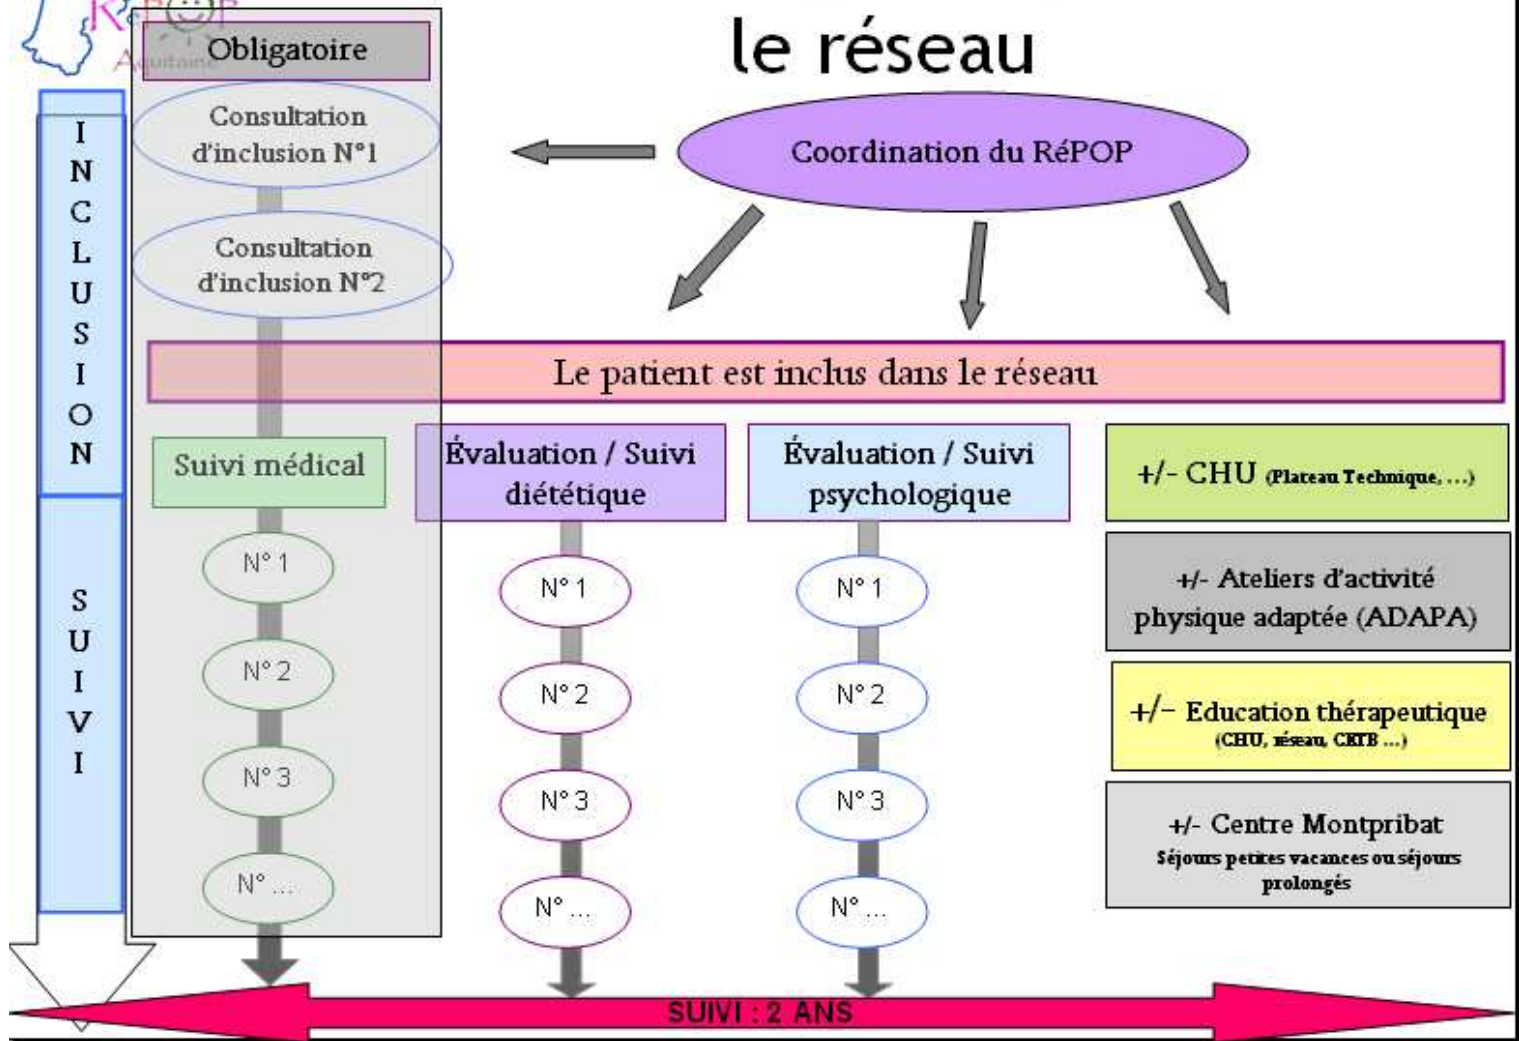 RéPOP
Aquitaine
le réseau
Obligatoire
Consultation
d'inclusion N°1
Coordination du RéPOP
Consultation
d'inclusion N°2
INCLUSION
Le patient est inclus dans le réseau
Suivi médical
Évaluation / Suivi
diététique
Évaluation / Suivi
psychologique
+/- CHU (Plateau Technique, ...)
+/- Ateliers d'activité
physique adaptée (ADAPA)
+/- Education thérapeutique
(CHU, réseau, CETB ...)
+/- Centre Montpribat
Séjours petites vacances ou séjours
prolongés
SUIVI
N° 1
N° 2
N° 3
N° ...
N° 1
N° 2
N° 3
N° ...
N° 1
N° 2
N° 3
N° ...
SUIVI : 2 ANS